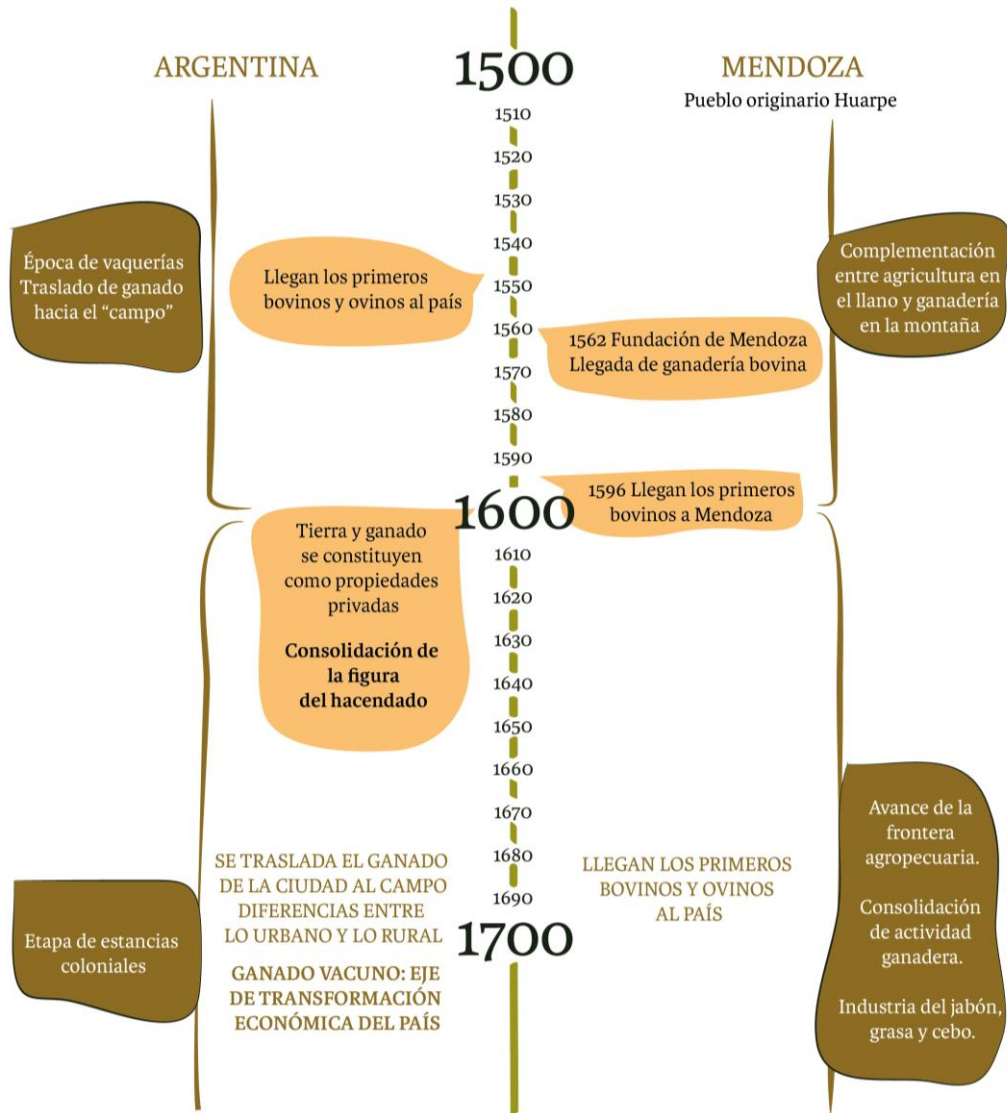 ARGENTINA
1500
MENDOZA
Pueblo originario Huarpe
1510
1520
1530
1540
1550
1560
1570
1580
1590
Época de vaquerías
Traslado de ganado
hacia el “campo”
Llegan los primeros
bovinos y ovinos al país
Complementación
entre agricultura en
el llano y ganadería
en la montaña
1562 Fundación de Mendoza
Llegada de ganadería bovina
1596 Llegan los primeros
bovinos a Mendoza
1600
Tierra y ganado
se constituyen
como propiedades
privadas
Consolidación de
la figura
del hacendado
1610
1620
1630
1640
1650
1660
1670
1680
1690
Avance de la
frontera
agropecuaria.
Consolidación
de actividad
ganadera.
Industria del jabón,
grasa y cebo.
SE TRASLADA EL GANADO
DE LA CIUDAD AL CAMPO
DIFERENCIAS ENTRE
LO URBANO Y LO RURAL
GANADO VACUNO: EJE
DE TRANSFORMACIÓN
ECONÓMICA DEL PAÍS
LLEGAN LOS PRIMEROS
BOVINOS Y OVINOS
AL PAÍS
Etapa de estancias
coloniales
1700